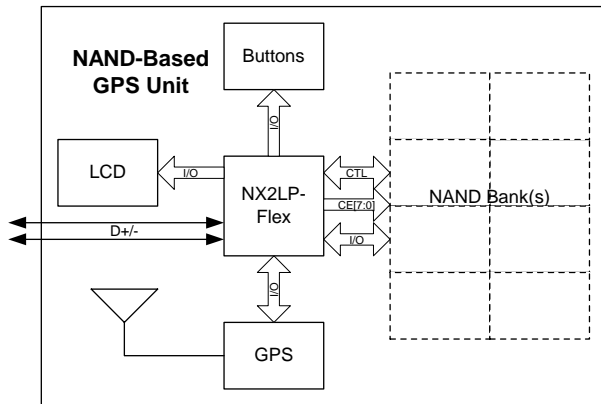 NAND-Based
GPS Unit
Buttons
I/O
LCD
I/O
NX2LP-
Flex
CTL
CE[7:0]
I/O
NAND Bank(s)
D+/-
I/O
GPS